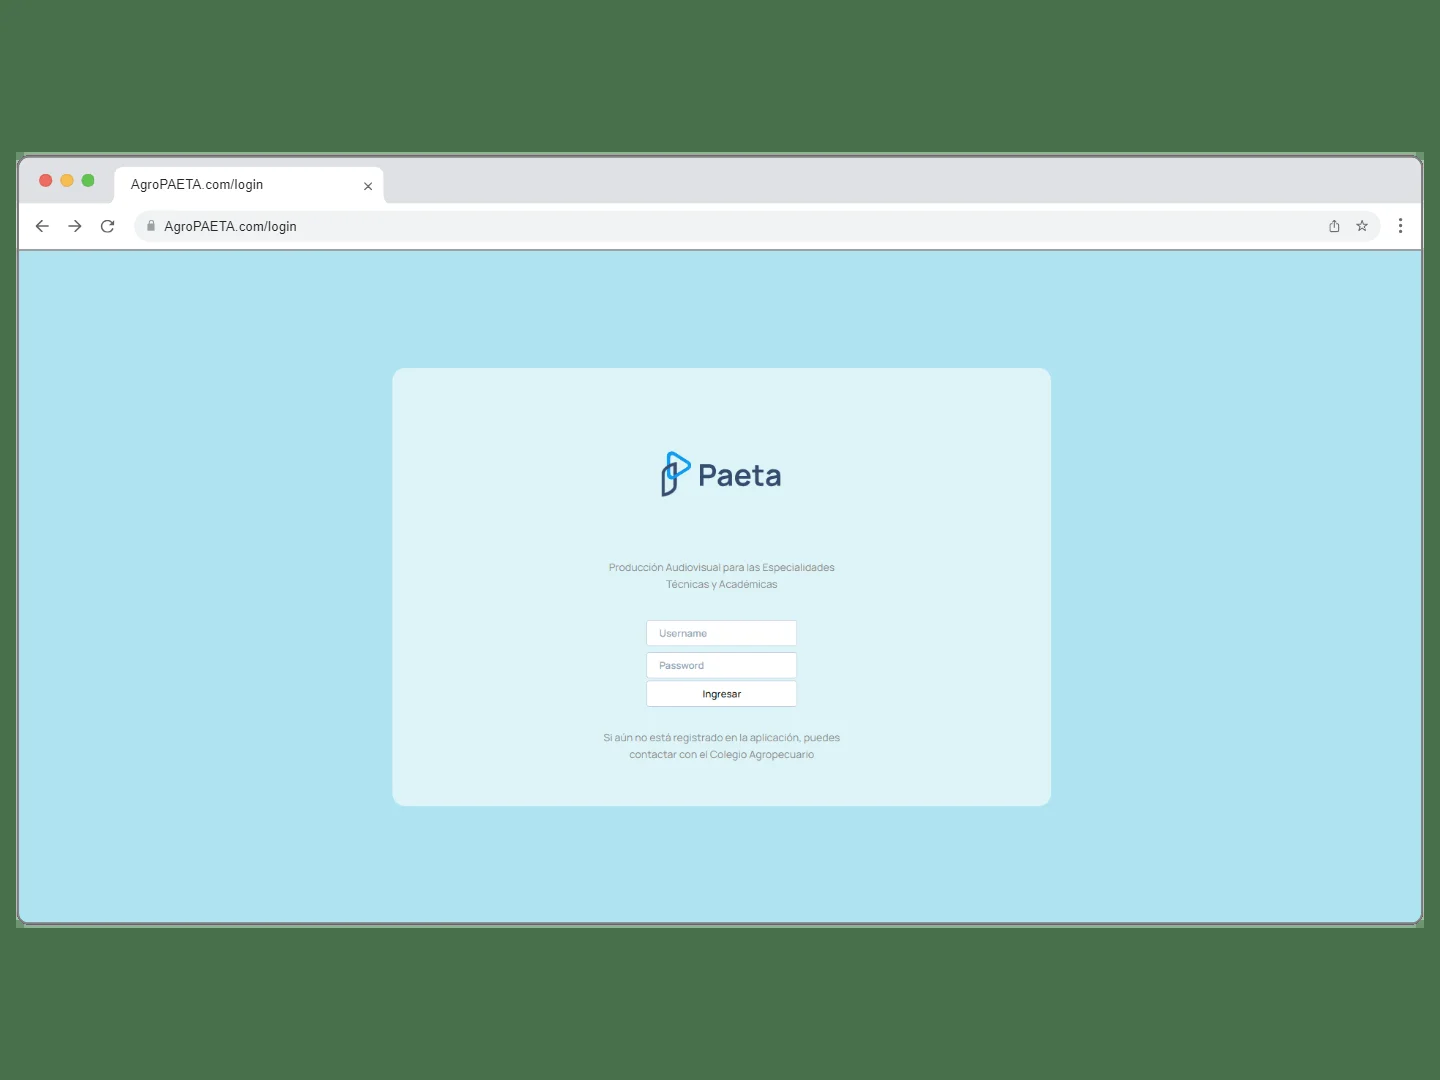 AgroPAETA.com/login
AgroPAETA.com/login
Paeta
Producción Audiovisual para las Especialidades
Técnicas y Académicas
Username
Password
Ingresar
Si aún no está registrado en la aplicación, puedes
contactar con el Colegio Agropecuario